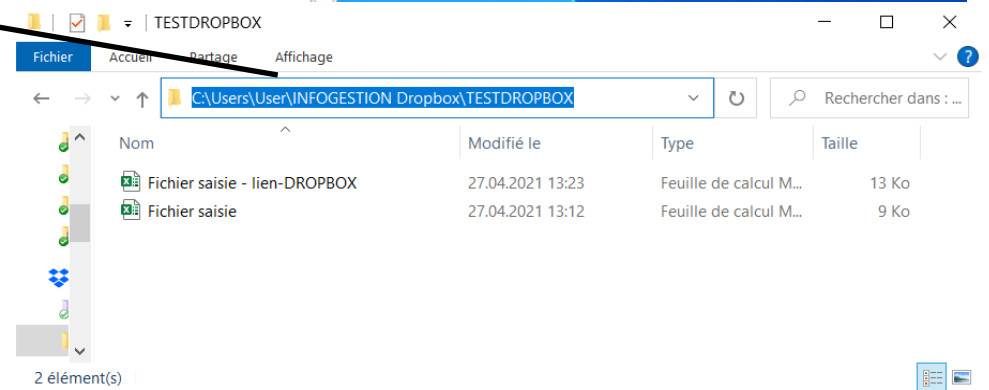 TESTDROPBOX
Fichier Accueil Partage Affichage ?
C:\Users\User\INFOGESTION Dropbox\TESTDROPBOX Rechercher dans : ...
Nom Modifié le Type Taille
Fichier saisie - lien-DROPBOX 27.04.2021 13:23 Feuille de calcul M... 13 Ko
Fichier saisie 27.04.2021 13:12 Feuille de calcul M... 9 Ko
2 élément(s)